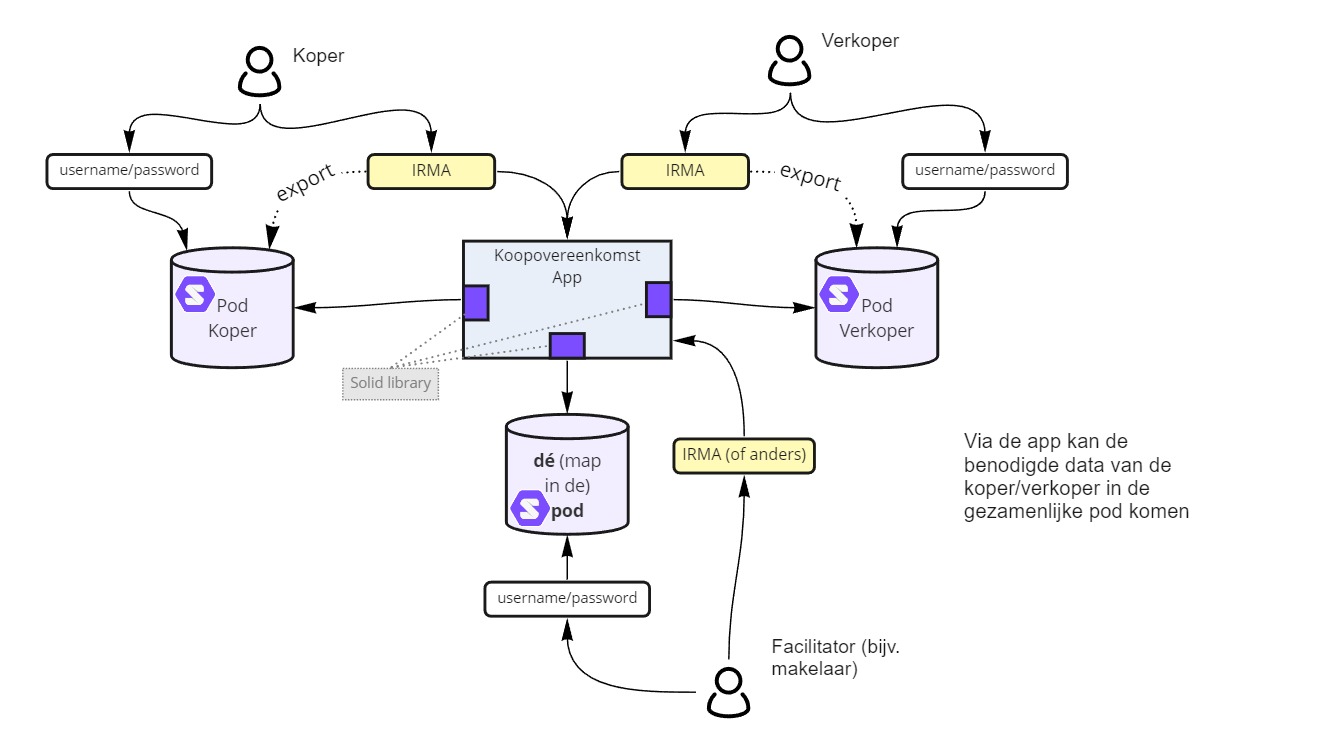 Koper
Verkoper
username/password
export
IRMA
IRMA
export
username/password
Koopovereenkomst
App
Pod
Koper
Pod
Verkoper
Solid library
dé (map
in de)
pod
IRMA (of anders)
Via de app kan de
benodigde data van de
koper/verkoper in de
gezamenlijke pod komen
username/password
Facilitator (bijv.
makelaar)